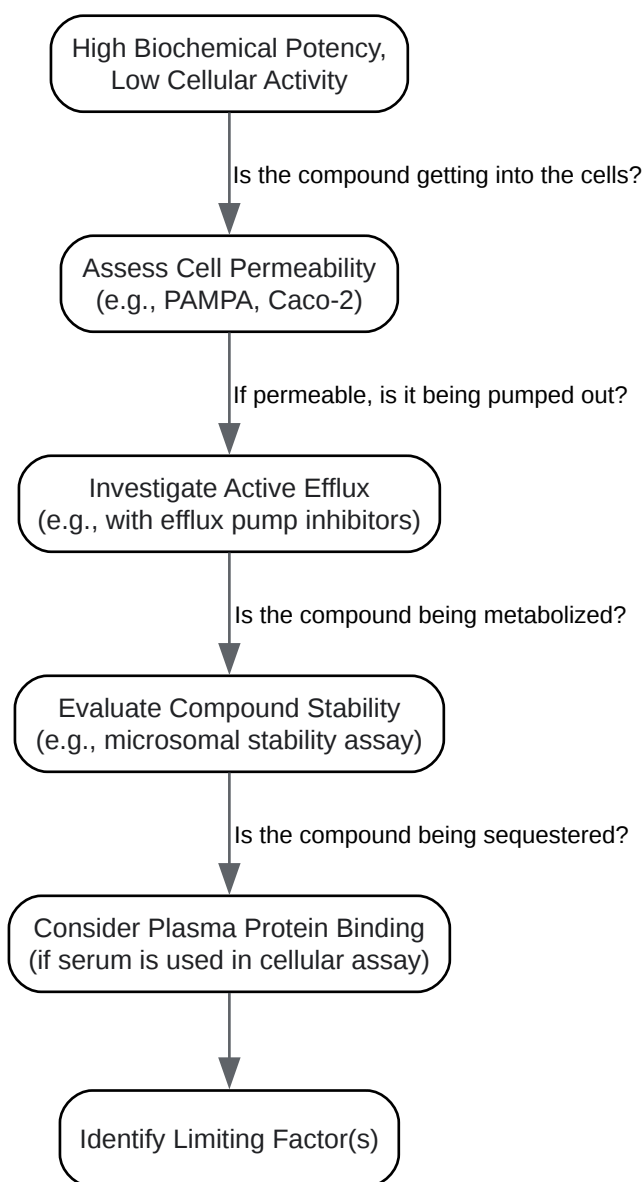 High Biochemical Potency,
Low Cellular Activity
Is the compound getting into the cells?
Assess Cell Permeability
(e.g., PAMPA, Caco-2)
If permeable, is it being pumped out?
Investigate Active Efflux
(e.g., with efflux pump inhibitors)
Is the compound being metabolized?
Evaluate Compound Stability
(e.g., microsomal stability assay)
Is the compound being sequestered?
Consider Plasma Protein Binding
(if serum is used in cellular assay)
Identify Limiting Factor(s)